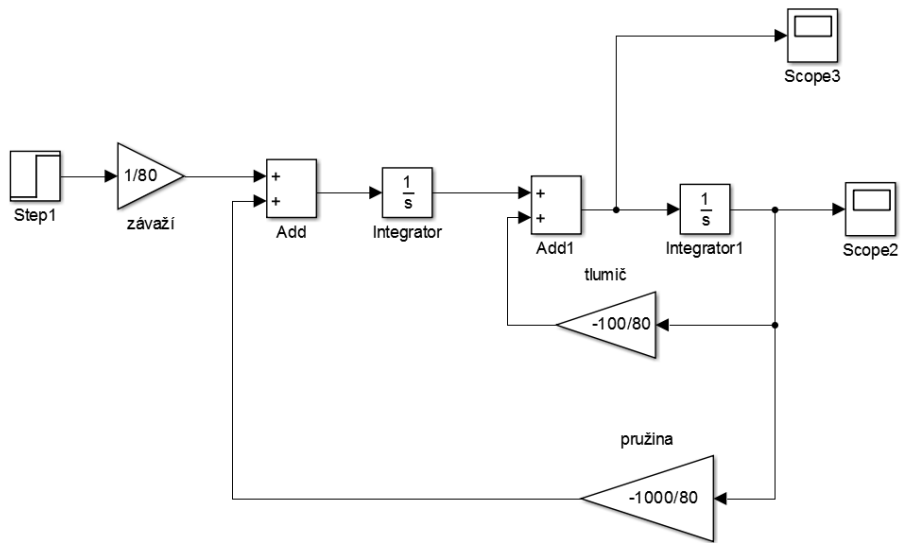 Scope3
Step1
1/80
závaží
+
+
Add
1
s
Integrator
+
+
Add1
1
s
Integrator1
Scope2
tlumič
-100/80
pružina
-1000/80